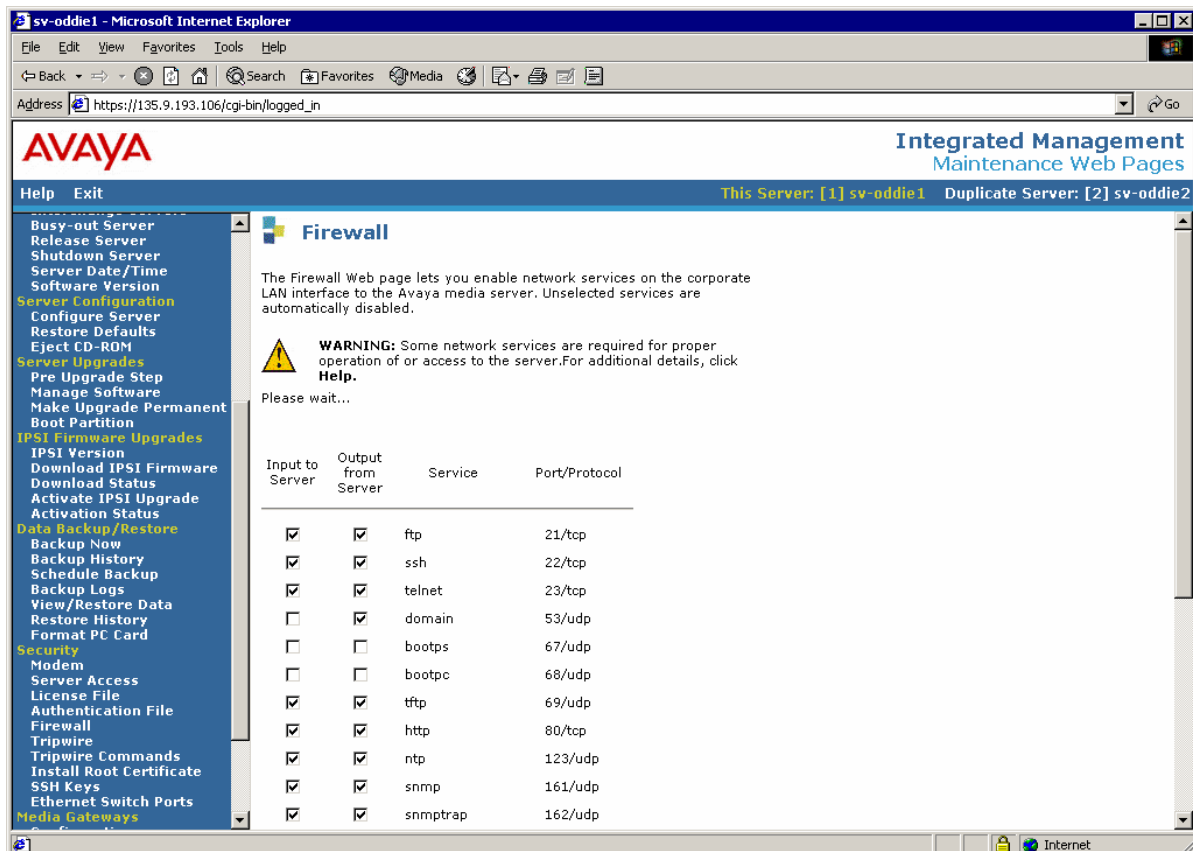 sv-oddie1 - Microsoft Internet Explorer
File Edit View Favorites Tools Help
Back Search Favorites Media
Address https://135.9.193.106/cgi-bin/logged_in Go
AVAYA
Integrated Management
Maintenance Web Pages
Help Exit This Server: [1] sv-oddie1 Duplicate Server: [2] sv-oddie2
Busy-out Server
Release Server
Shutdown Server
Server Date/Time
Software Version
Server Configuration
Configure Server
Restore Defaults
Eject CD-ROM
Server Upgrades
Pre Upgrade Step
Manage Software
Make Upgrade Permanent
Boot Partition
IPSI Firmware Upgrades
IPSI Version
Download IPSI Firmware
Download Status
Activate IPSI Upgrade
Activation Status
Data Backup/Restore
Backup Now
Backup History
Schedule Backup
Backup Logs
View/Restore Data
Restore History
Format PC Card
Security
Modem
Server Access
License File
Authentication File
Firewall
Tripwire
Tripwire Commands
Install Root Certificate
SSH Keys
Ethernet Switch Ports
Media Gateways
Firewall
The Firewall Web page lets you enable network services on the corporate
LAN interface to the Avaya media server. Unselected services are
automatically disabled.
WARNING: Some network services are required for proper
operation of or access to the server.For additional details, click
Help.
Please wait...
Input to Server Output from Server Service Port/Protocol
ftp 21/tcp
ssh 22/tcp
telnet 23/tcp
domain 53/udp
bootps 67/udp
bootpc 68/udp
tftp 69/udp
http 80/tcp
ntp 123/udp
snmp 161/udp
snmptrap 162/udp
Internet